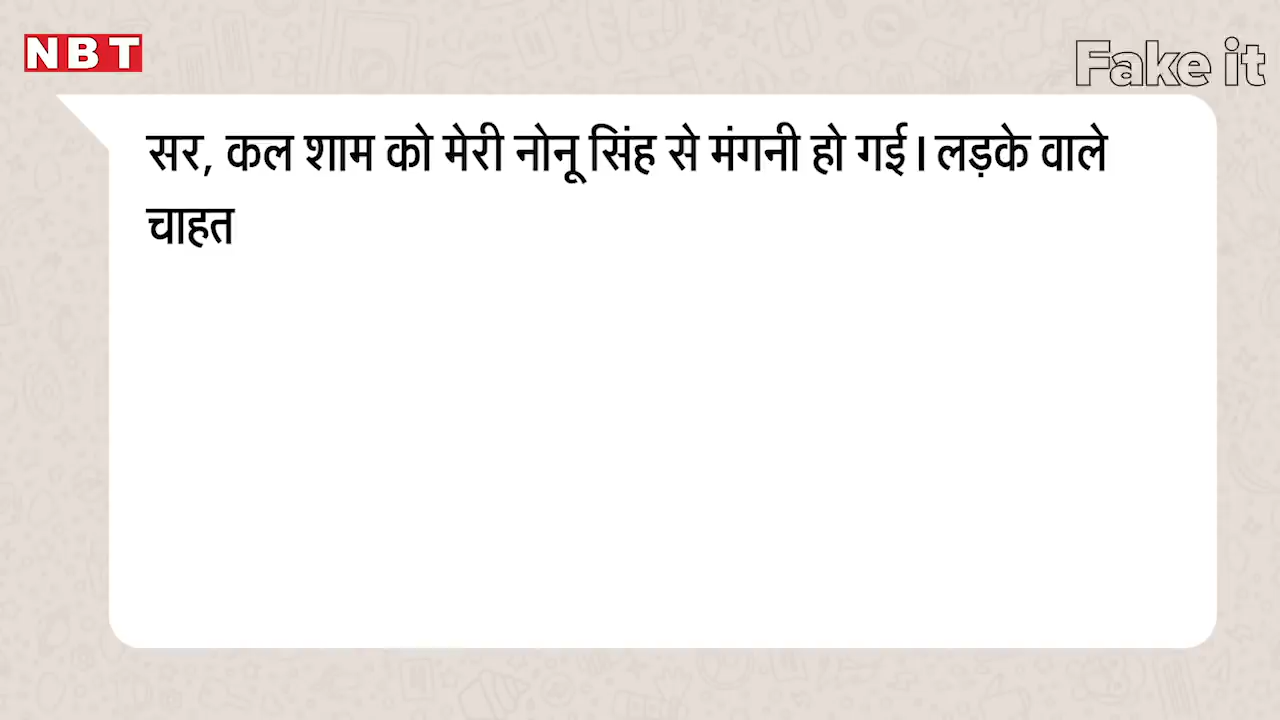 NBT
Fake it
सर, कल शाम को मेरी नोनू सिंह से मंगनी हो गई। लड़के वाले
चाहत